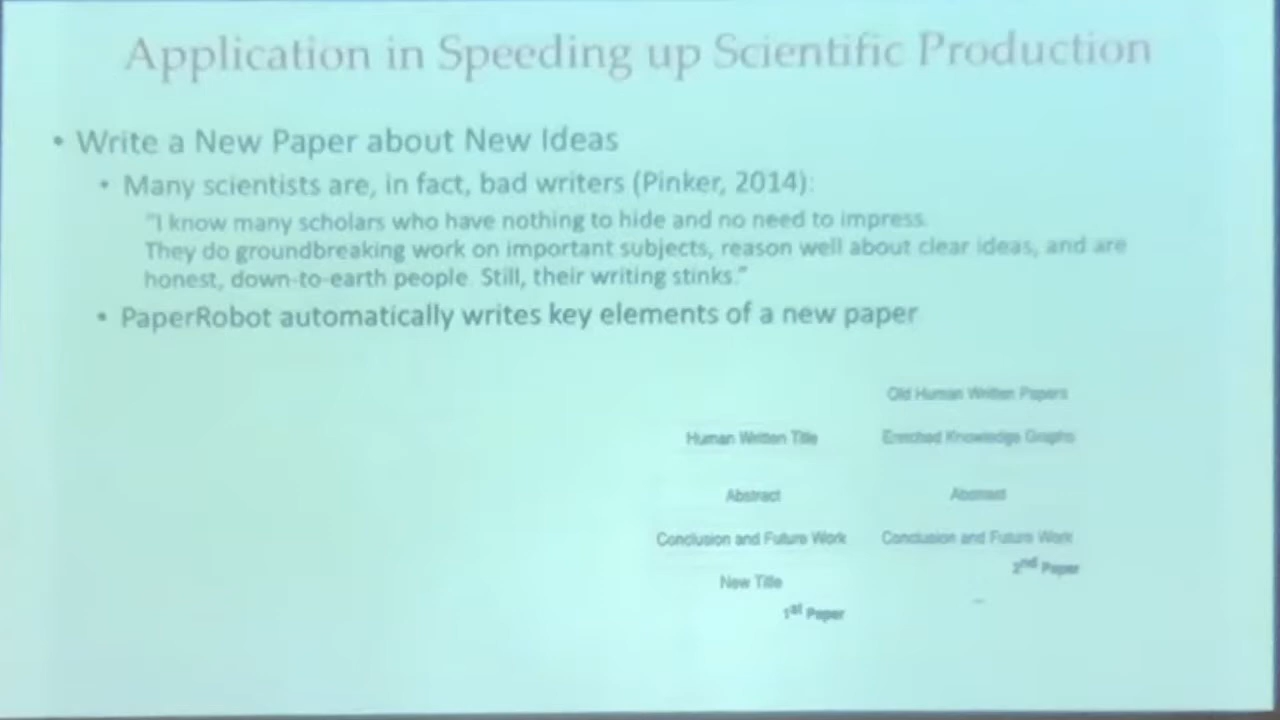 Application in Speeding up Scientific Production
• Write a New Paper about New Ideas
• Many scientists are, in fact, bad writers (Pinker, 2014):
"I know many scholars who have nothing to hide and no need to impress.
They do groundbreaking work on important subjects, reason well about clear ideas, and are
honest, down-to-earth people. Still, their writing stinks."
• PaperRobot automatically writes key elements of a new paper
Old Human Written Papers
Human Written Title Enriched Knowledge Graphs
Abstract Abstract
Conclusion and Future Work Conclusion and Future Work
2nd Paper
New Title
1st Paper